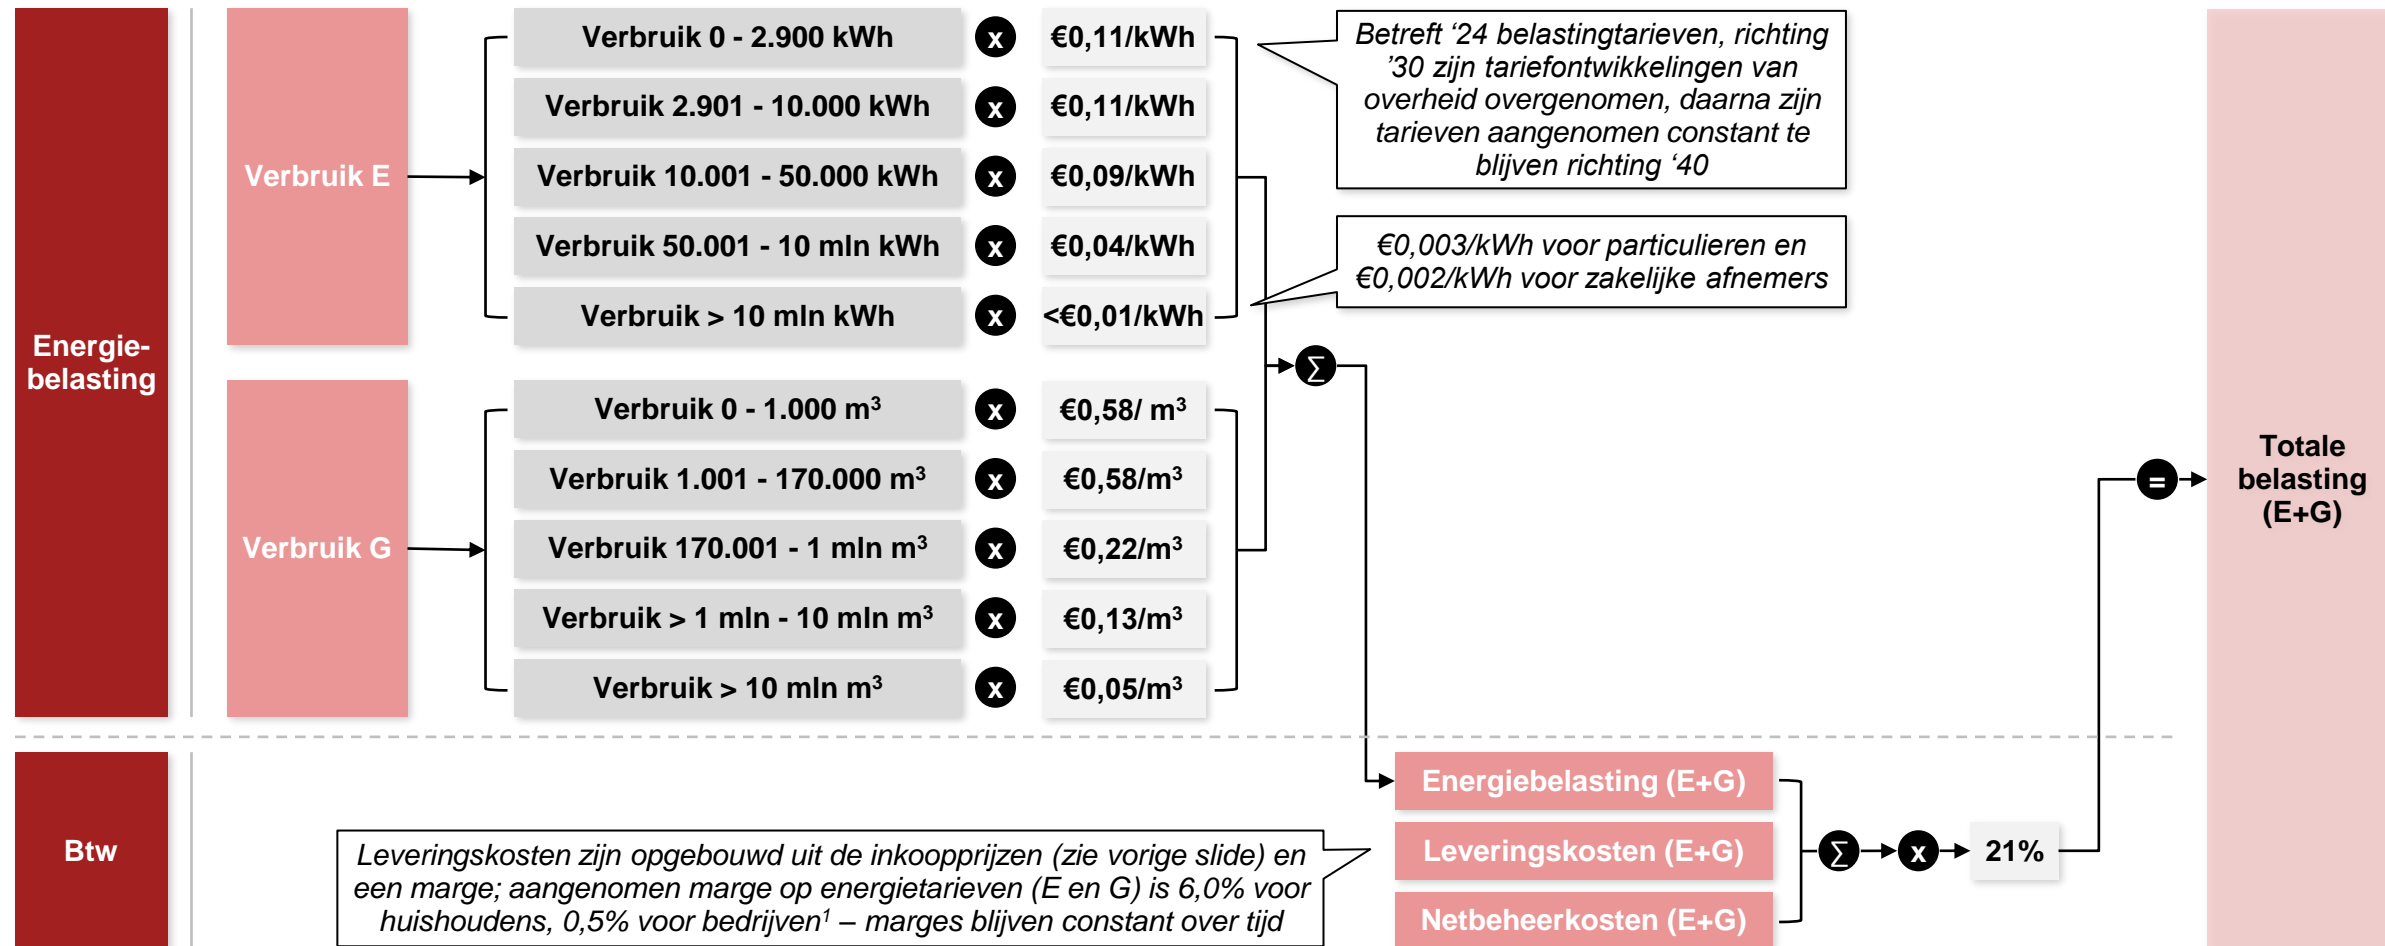 Energie-
belasting
Verbruik E
Verbruik 0 - 2.900 kWh x €0,11/kWh
Verbruik 2.901 - 10.000 kWh x €0,11/kWh
Verbruik 10.001 - 50.000 kWh x €0,09/kWh
Verbruik 50.001 - 10 mln kWh x €0,04/kWh
Verbruik > 10 mln kWh x <€0,01/kWh
Betreft ‘24 belastingtarieven, richting
’30 zijn tariefontwikkelingen van
overheid overgenomen, daarna zijn
tarieven aangenomen constant te
blijven richting ‘40
€0,003/kWh voor particulieren en
€0,002/kWh voor zakelijke afnemers
∑
Verbruik G
Verbruik 0 - 1.000 m³ x €0,58/ m³
Verbruik 1.001 - 170.000 m³ x €0,58/m³
Verbruik 170.001 - 1 mln m³ x €0,22/m³
Verbruik > 1 mln - 10 mln m³ x €0,13/m³
Verbruik > 10 mln m³ x €0,05/m³
=
Totale
belasting
(E+G)
Btw
Leveringskosten zijn opgebouwd uit de inkoopprijzen (zie vorige slide) en
een marge; aangenomen marge op energietarieven (E en G) is 6,0% voor
huishoudens, 0,5% voor bedrijven¹ – marges blijven constant over tijd
Energiebelasting (E+G)
Leveringskosten (E+G)
Netbeheerkosten (E+G)
∑ x 21%